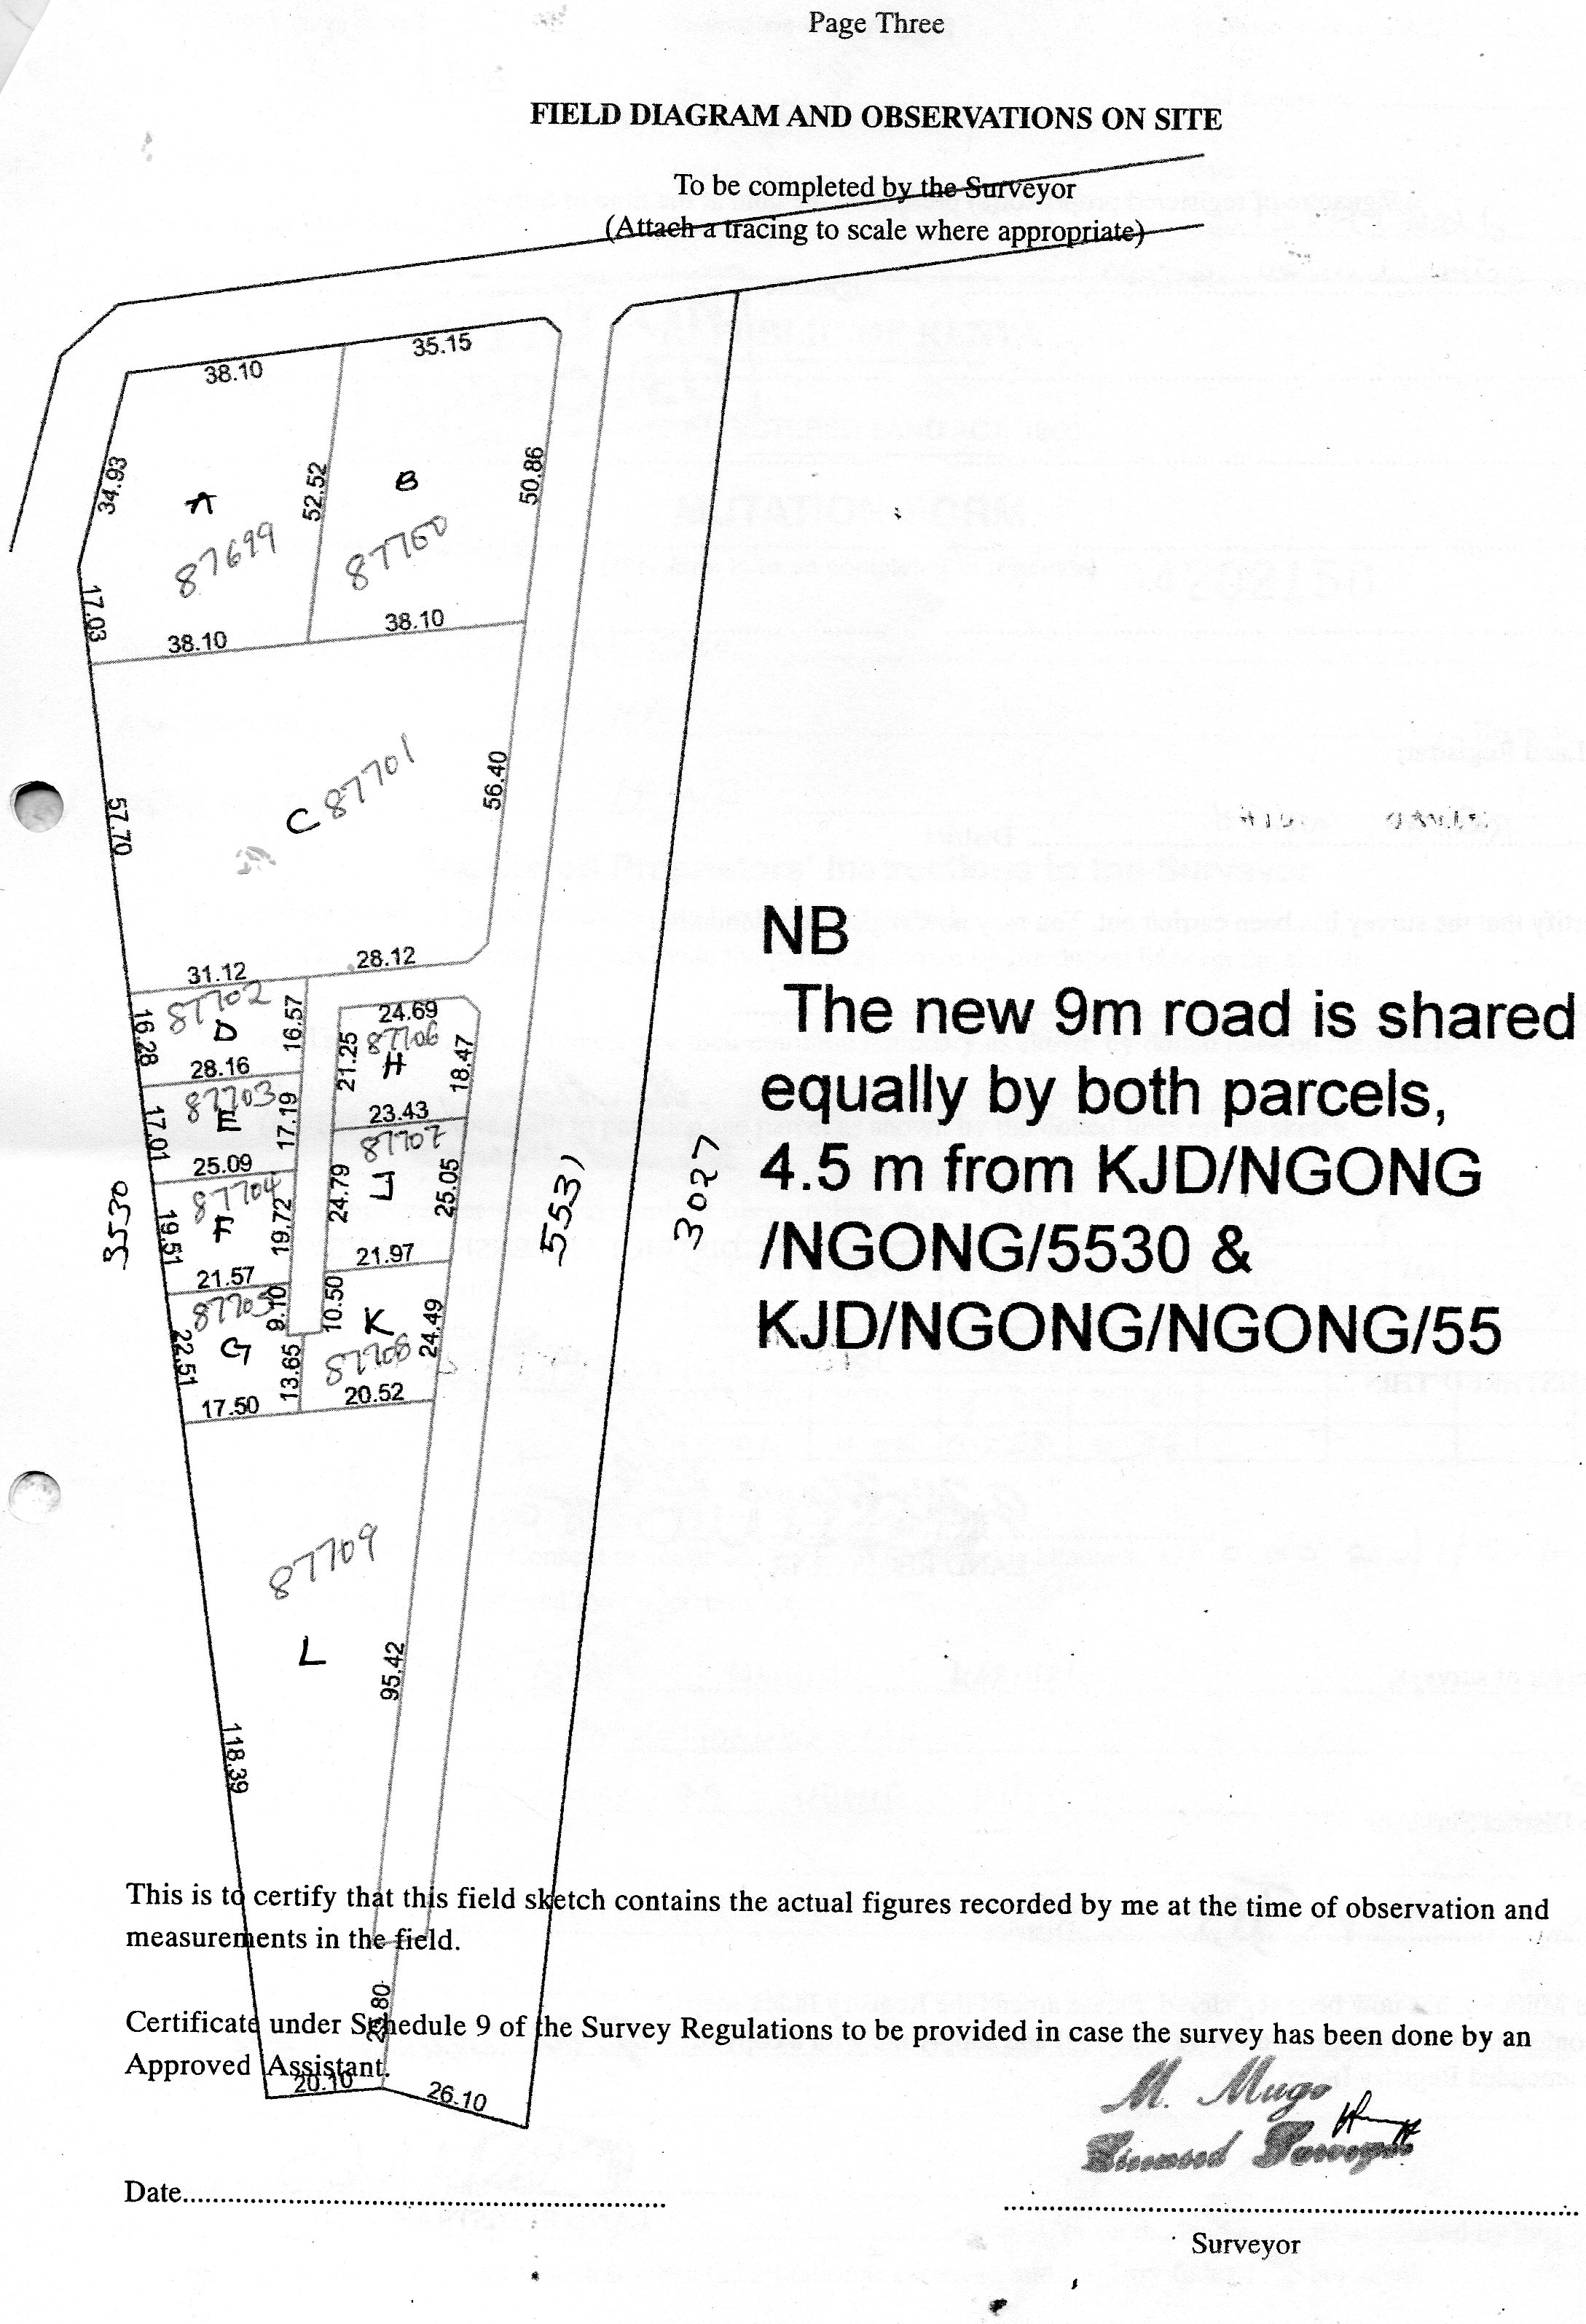 Page Three
FIELD DIAGRAM AND OBSERVATIONS ON SITE
To be completed by the Surveyor
(Attach a tracing to scale where appropriate)
35.15
38.10
34.93
52.52
50.86
A
B
87699
87700
17.03
38.10
38.10
C 87701
57.70
56.40
31.12
28.12
87702
D
16.28
16.57
28.16
24.69
87706
H
21.25
18.47
23.43
87703
E
17.01
17.19
25.09
87707
J
24.79
25.05
21.97
87704
F
19.51
19.72
21.57
87705
G
9.10
22.51
13.65
17.50
10.50
K
87708
24.49
20.52
5530
5531
3027
NB
The new 9m road is shared
equally by both parcels,
4.5 m from KJD/NGONG
/NGONG/5530 &
KJD/NGONG/NGONG/55
87709
L
95.42
118.39
This is to certify that this field sketch contains the actual figures recorded by me at the time of observation and
measurements in the field.
Certificate under Schedule 9 of the Survey Regulations to be provided in case the survey has been done by an
Approved Assistant.
20.10
26.10
M. Mugo
Licensed Surveyor
Date
Surveyor